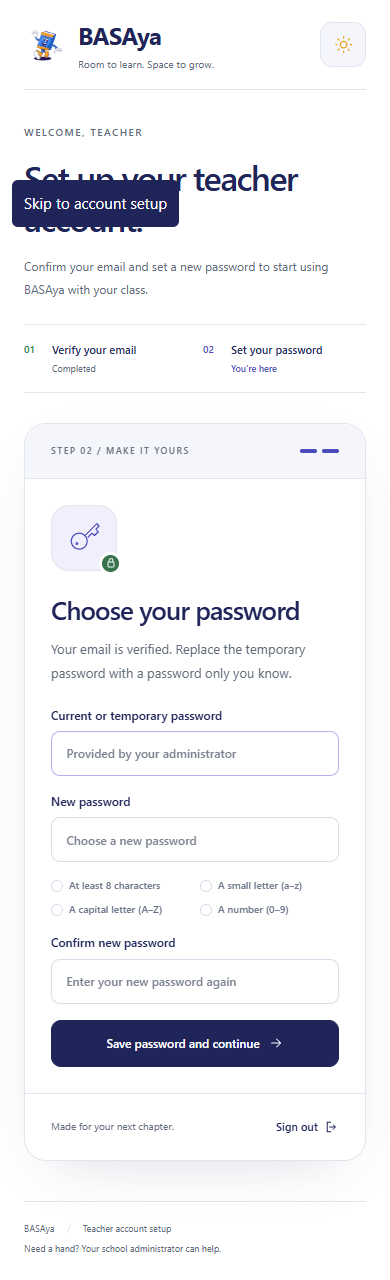 BASAya
Room to learn. Space to grow.
WELCOME, TEACHER
Set up your teacher
account.
Skip to account setup
Confirm your email and set a new password to start using
BASAya with your class.
01 Verify your email
Completed
02 Set your password
You're here
STEP 02 / MAKE IT YOURS
Choose your password
Your email is verified. Replace the temporary
password with a password only you know.
Current or temporary password
Provided by your administrator
New password
Choose a new password
At least 8 characters
A small letter (a–z)
A capital letter (A–Z)
A number (0–9)
Confirm new password
Enter your new password again
Save password and continue →
Made for your next chapter.
Sign out
BASAya / Teacher account setup
Need a hand? Your school administrator can help.